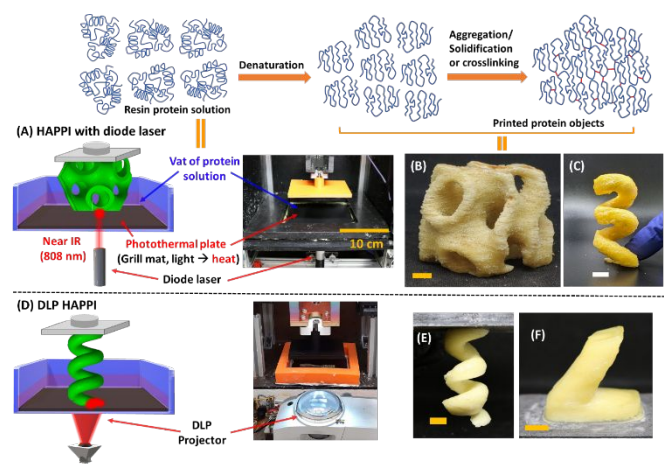 Denaturation
Aggregation/
Solidification
or crosslinking
Resin protein solution
Printed protein objects
(A) HAPPI with diode laser
Vat of protein
solution
Near IR
(808 nm)
Photothermal plate
(Grill mat, light → heat)
Diode laser
10 cm
(B)
(C)
(D) DLP HAPPI
DLP
Projector
(E)
(F)